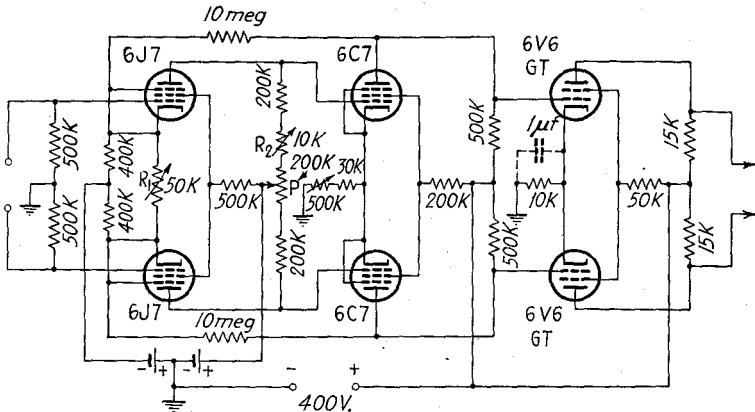 10 meg
6J7
6C7
6V6
GT
200K
500K
1µf
15K
R₂
10K
500K
400K
200K
P
30K
R₁
50K
500K
500K
200K
10K
50K
400K
500K
200K
500K
15K
6J7
10 meg
6C7
6V6
GT
- +
- +
- +
400V.